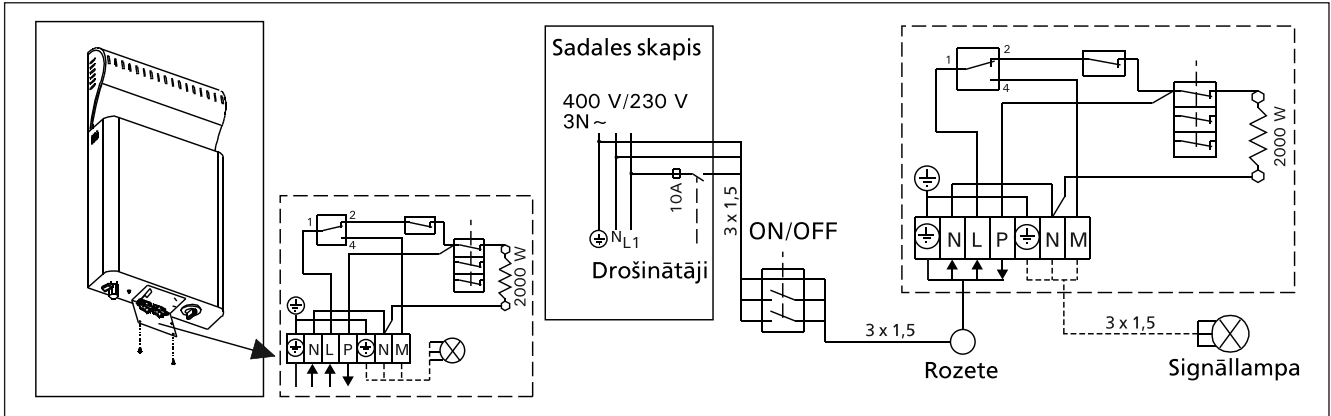 1
2
4
2000 W
N L P N M
Sadales skapis
400 V/230 V
3N ~
N L1
10A
3 x 1,5
Drošinātāji
ON/OFF
3 x 1,5
Rozete
1
2
4
2000 W
N L P N M
3 x 1,5
Signāllampa